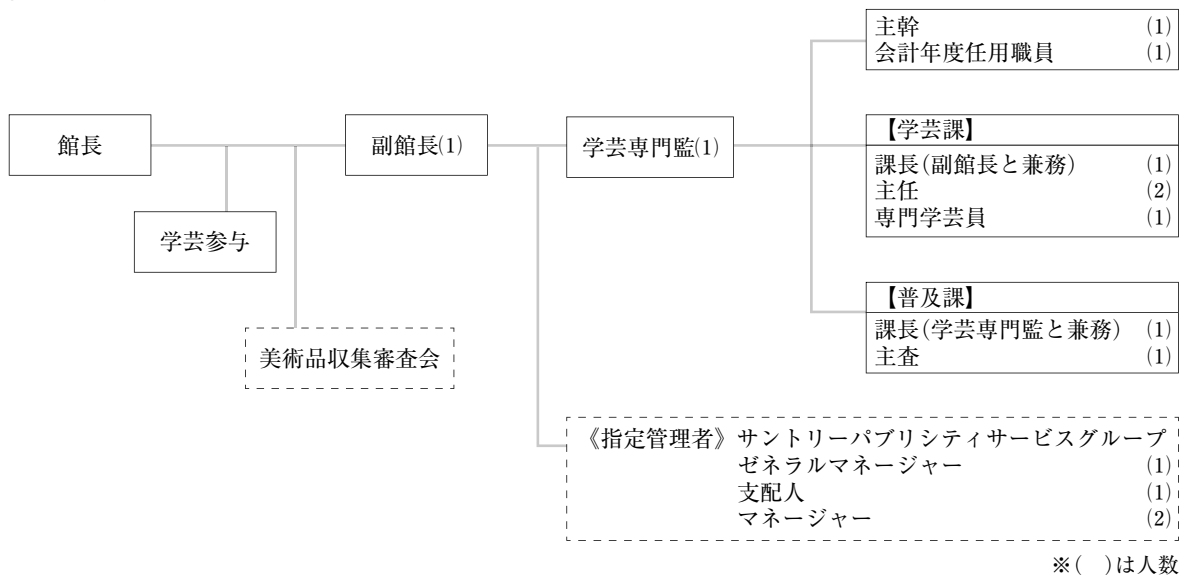 館長
学芸参与
美術品収集審査会
副館長(1)
学芸専門監(1)
主幹 (1)
会計年度任用職員 (1)
【学芸課】
課長(副館長と兼務) (1)
主任 (2)
専門学芸員 (1)
【普及課】
課長(学芸専門監と兼務) (1)
主査 (1)
《指定管理者》サントリーパブリシティサービスグループ
ゼネラルマネージャー (1)
支配人 (1)
マネージャー (2)
※( )は人数